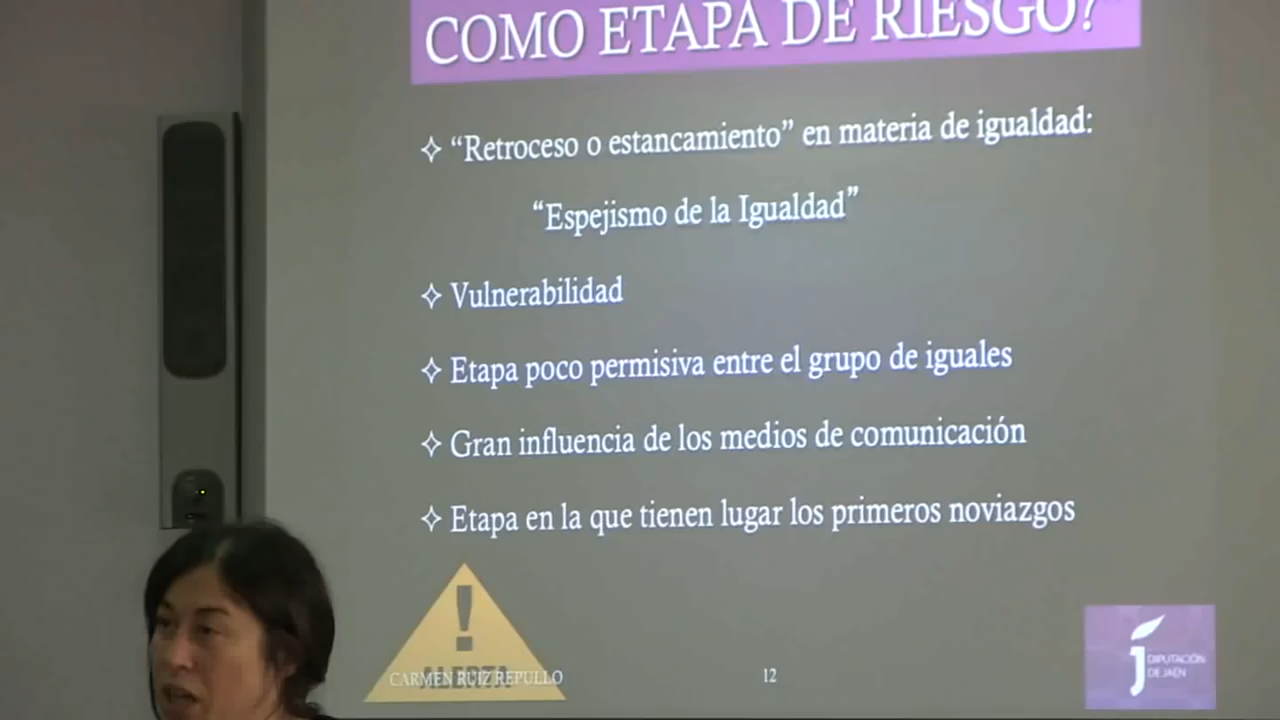 COMO ETAPA DE RIESGO?"
"Retroceso o estancamiento" en materia de igualdad:
"Espejismo de la Igualdad"
Vulnerabilidad
Etapa poco permisiva entre el grupo de iguales
Gran influencia de los medios de comunicación
Etapa en la que tienen lugar los primeros noviazgos
ALERTA
CARMEN RUIZ REPULLO
12
DIPUTACIÓN
DE JAÉN